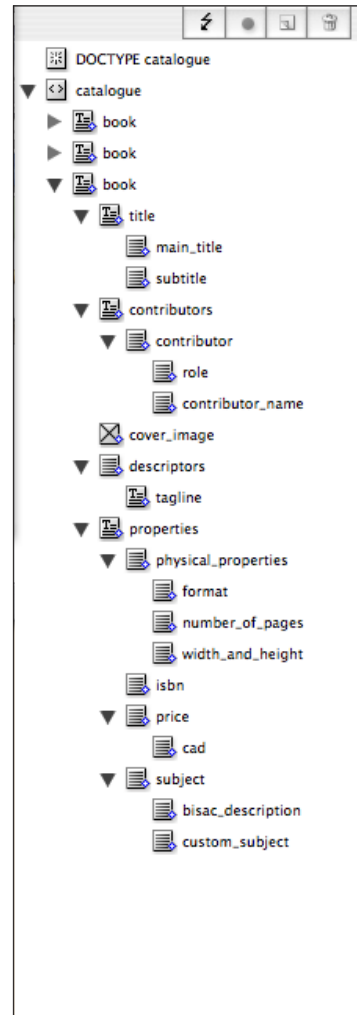 DOCTYPE catalogue
catalogue
book
book
book
title
main_title
subtitle
contributors
contributor
role
contributor_name
cover_image
descriptors
tagline
properties
physical_properties
format
number_of_pages
width_and_height
isbn
price
cad
subject
bisac_description
custom_subject